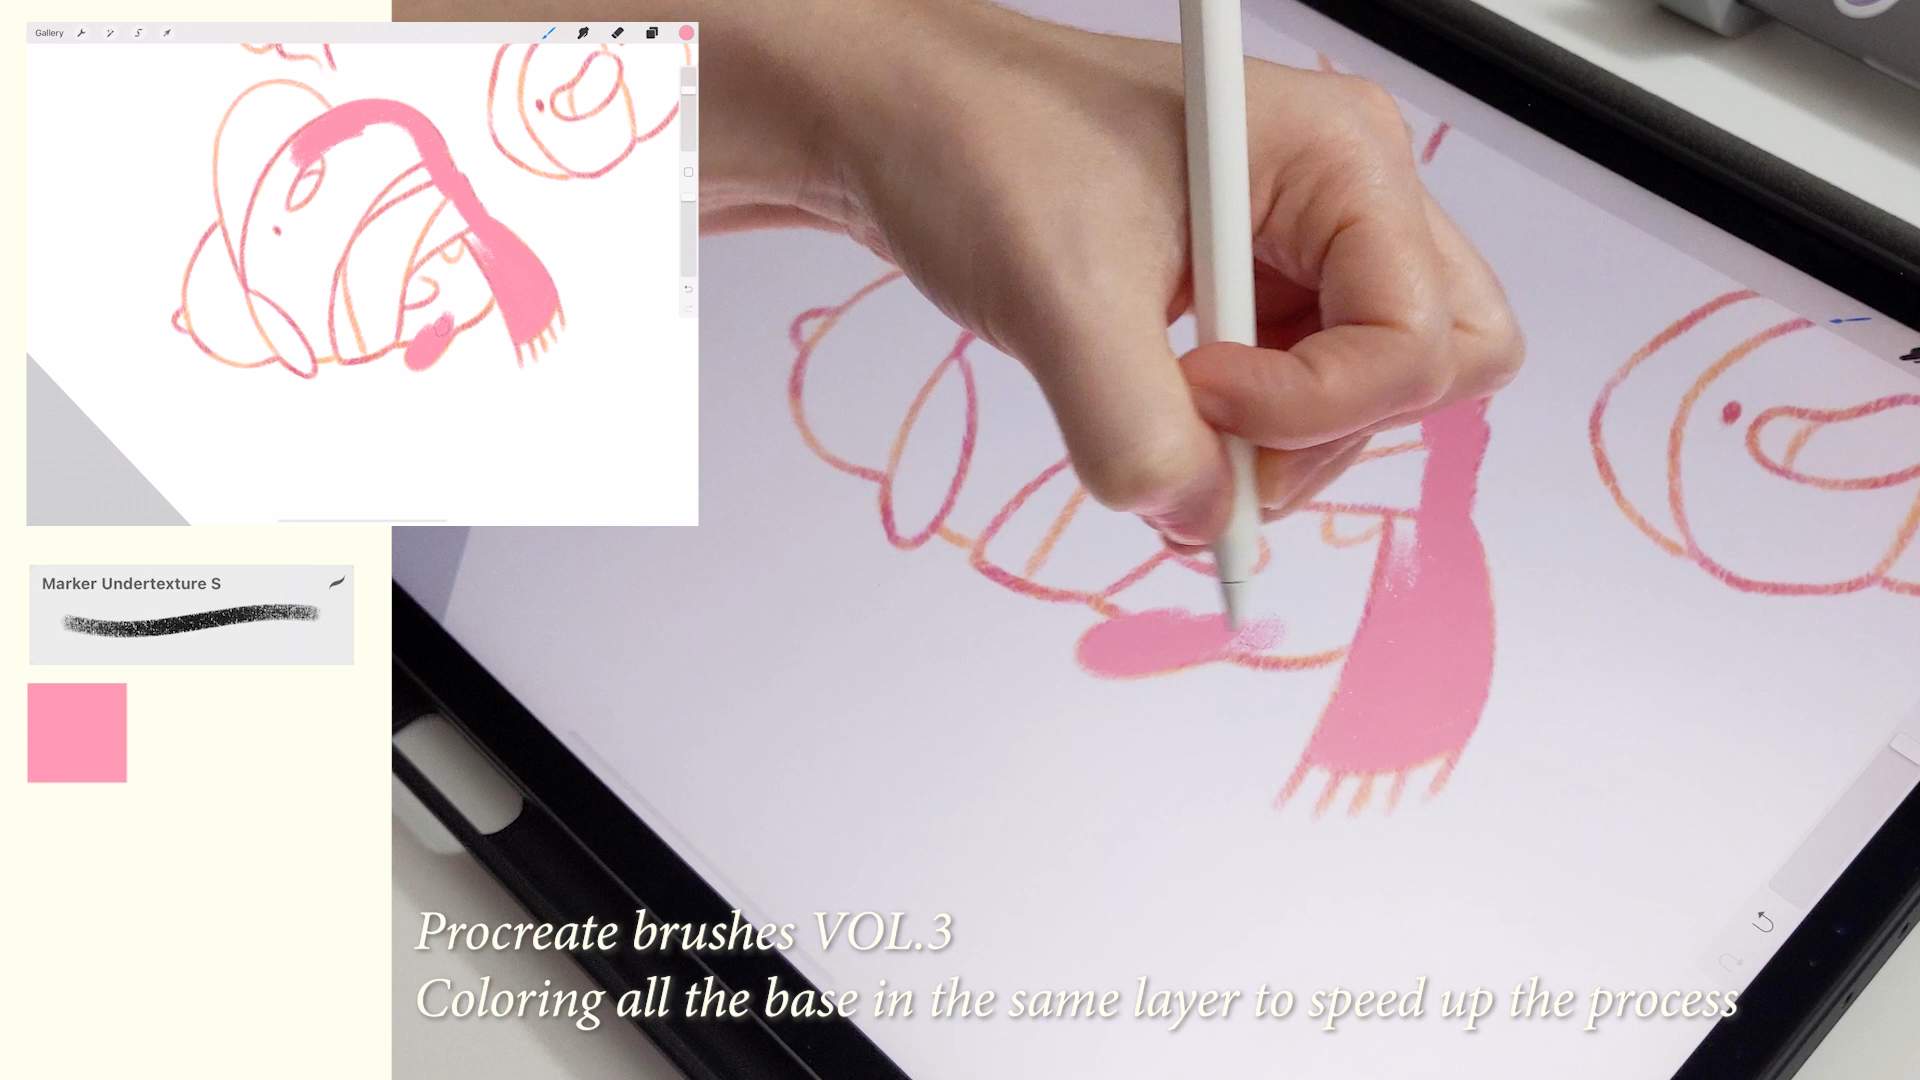 Gallery
Marker Undertexture S
Procreate brushes VOL.3
Coloring all the base in the same layer to speed up the process